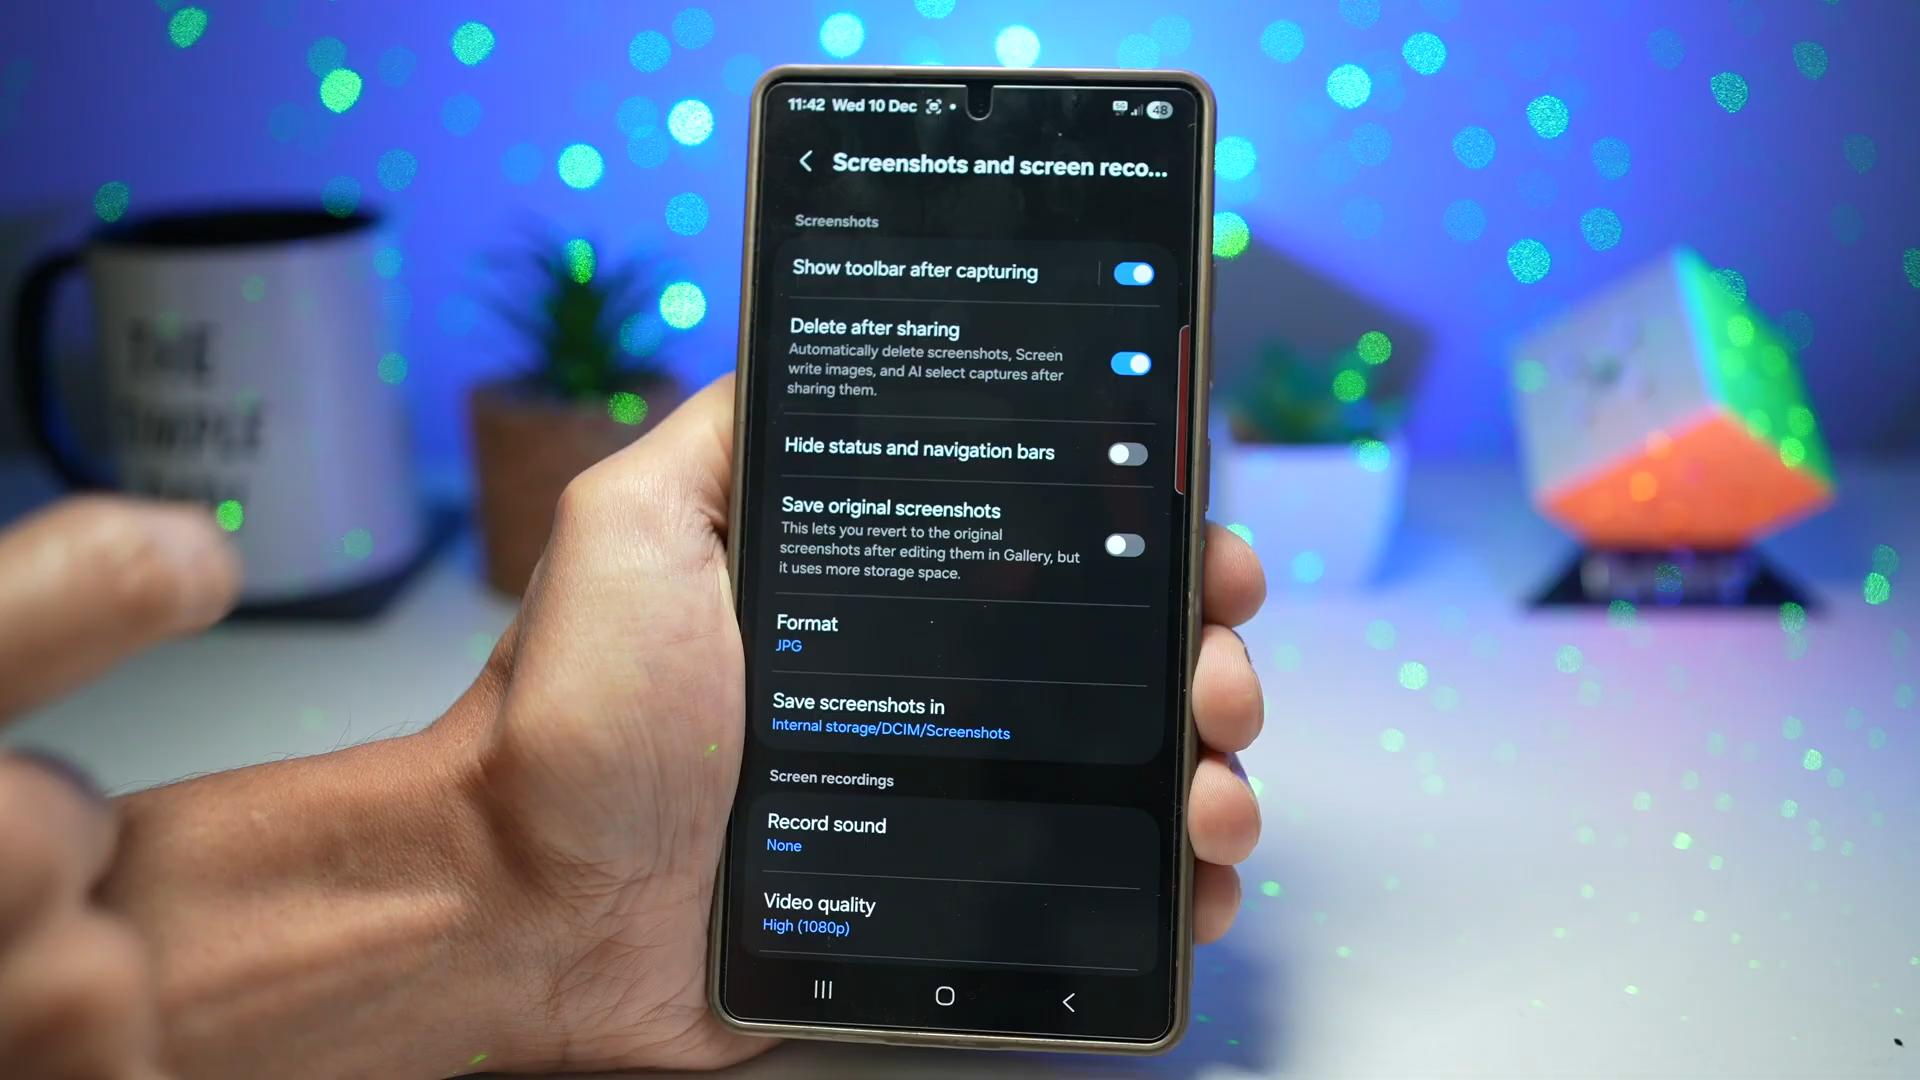 11:42 Wed 10 Dec
48
Screenshots and screen reco...
Screenshots
Show toolbar after capturing
Delete after sharing
Automatically delete screenshots, Screen
write images, and AI select captures after
sharing them.
Hide status and navigation bars
Save original screenshots
This lets you revert to the original
screenshots after editing them in Gallery, but
it uses more storage space.
Format
JPG
Save screenshots in
Internal storage/DCIM/Screenshots
Screen recordings
Record sound
None
Video quality
High (1080p)
THE